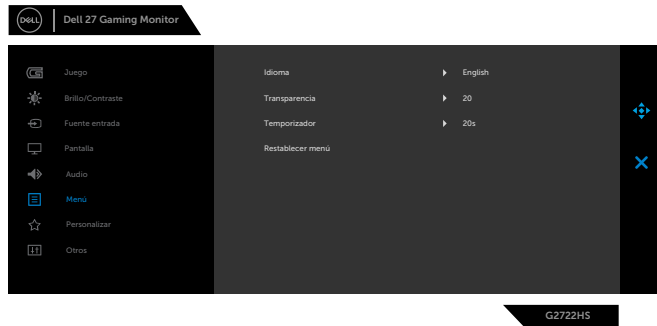 DELL Dell 27 Gaming Monitor
Juego
Idioma English
Brillo/Contraste
Transparencia 20
Fuente entrada
Temporizador 20s
Pantalla
Restablecer menú
Audio
Menú
Personalizar
Otros
G2722HS